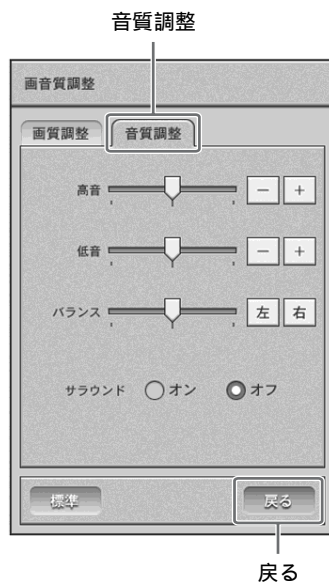 音質調整
画音質調整
画質調整 音質調整
高音 － ＋
低音 － ＋
バランス 左 右
サラウンド オン オフ
標準 戻る
戻る